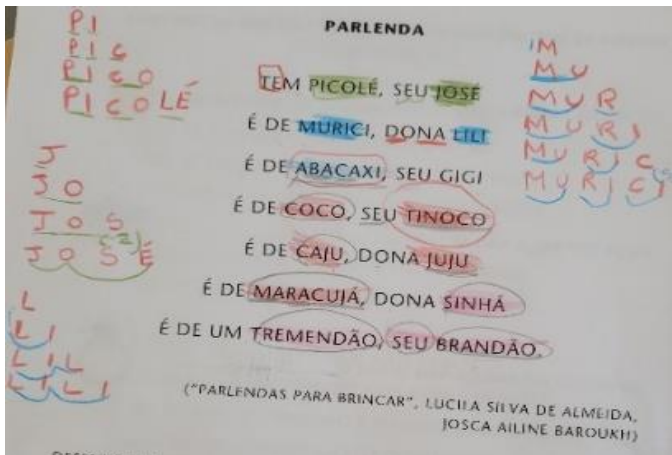 PARLENDA
TEM PICOLÉ, SEU JOSÉ
É DE MURICI, DONA LILI
É DE ABACAXI, SEU GIGI
É DE COCO, SEU TINOCO
É DE CAJU, DONA JUJU
É DE MARACUJÁ, DONA SINHÁ
É DE UM TREMENDÃO, SEU BRANDÃO.
("PARLENDAS PARA BRINCAR", LUCILA SILVA DE ALMEIDA,
JOSCA AILINE BAROUKH)
PI
PIC
PICO
PICOLÉ
J
JO
JOS
JOSÉ
L
LI
LIL
LILI
M
MU
MUR
MURI
MURIC
MURICI